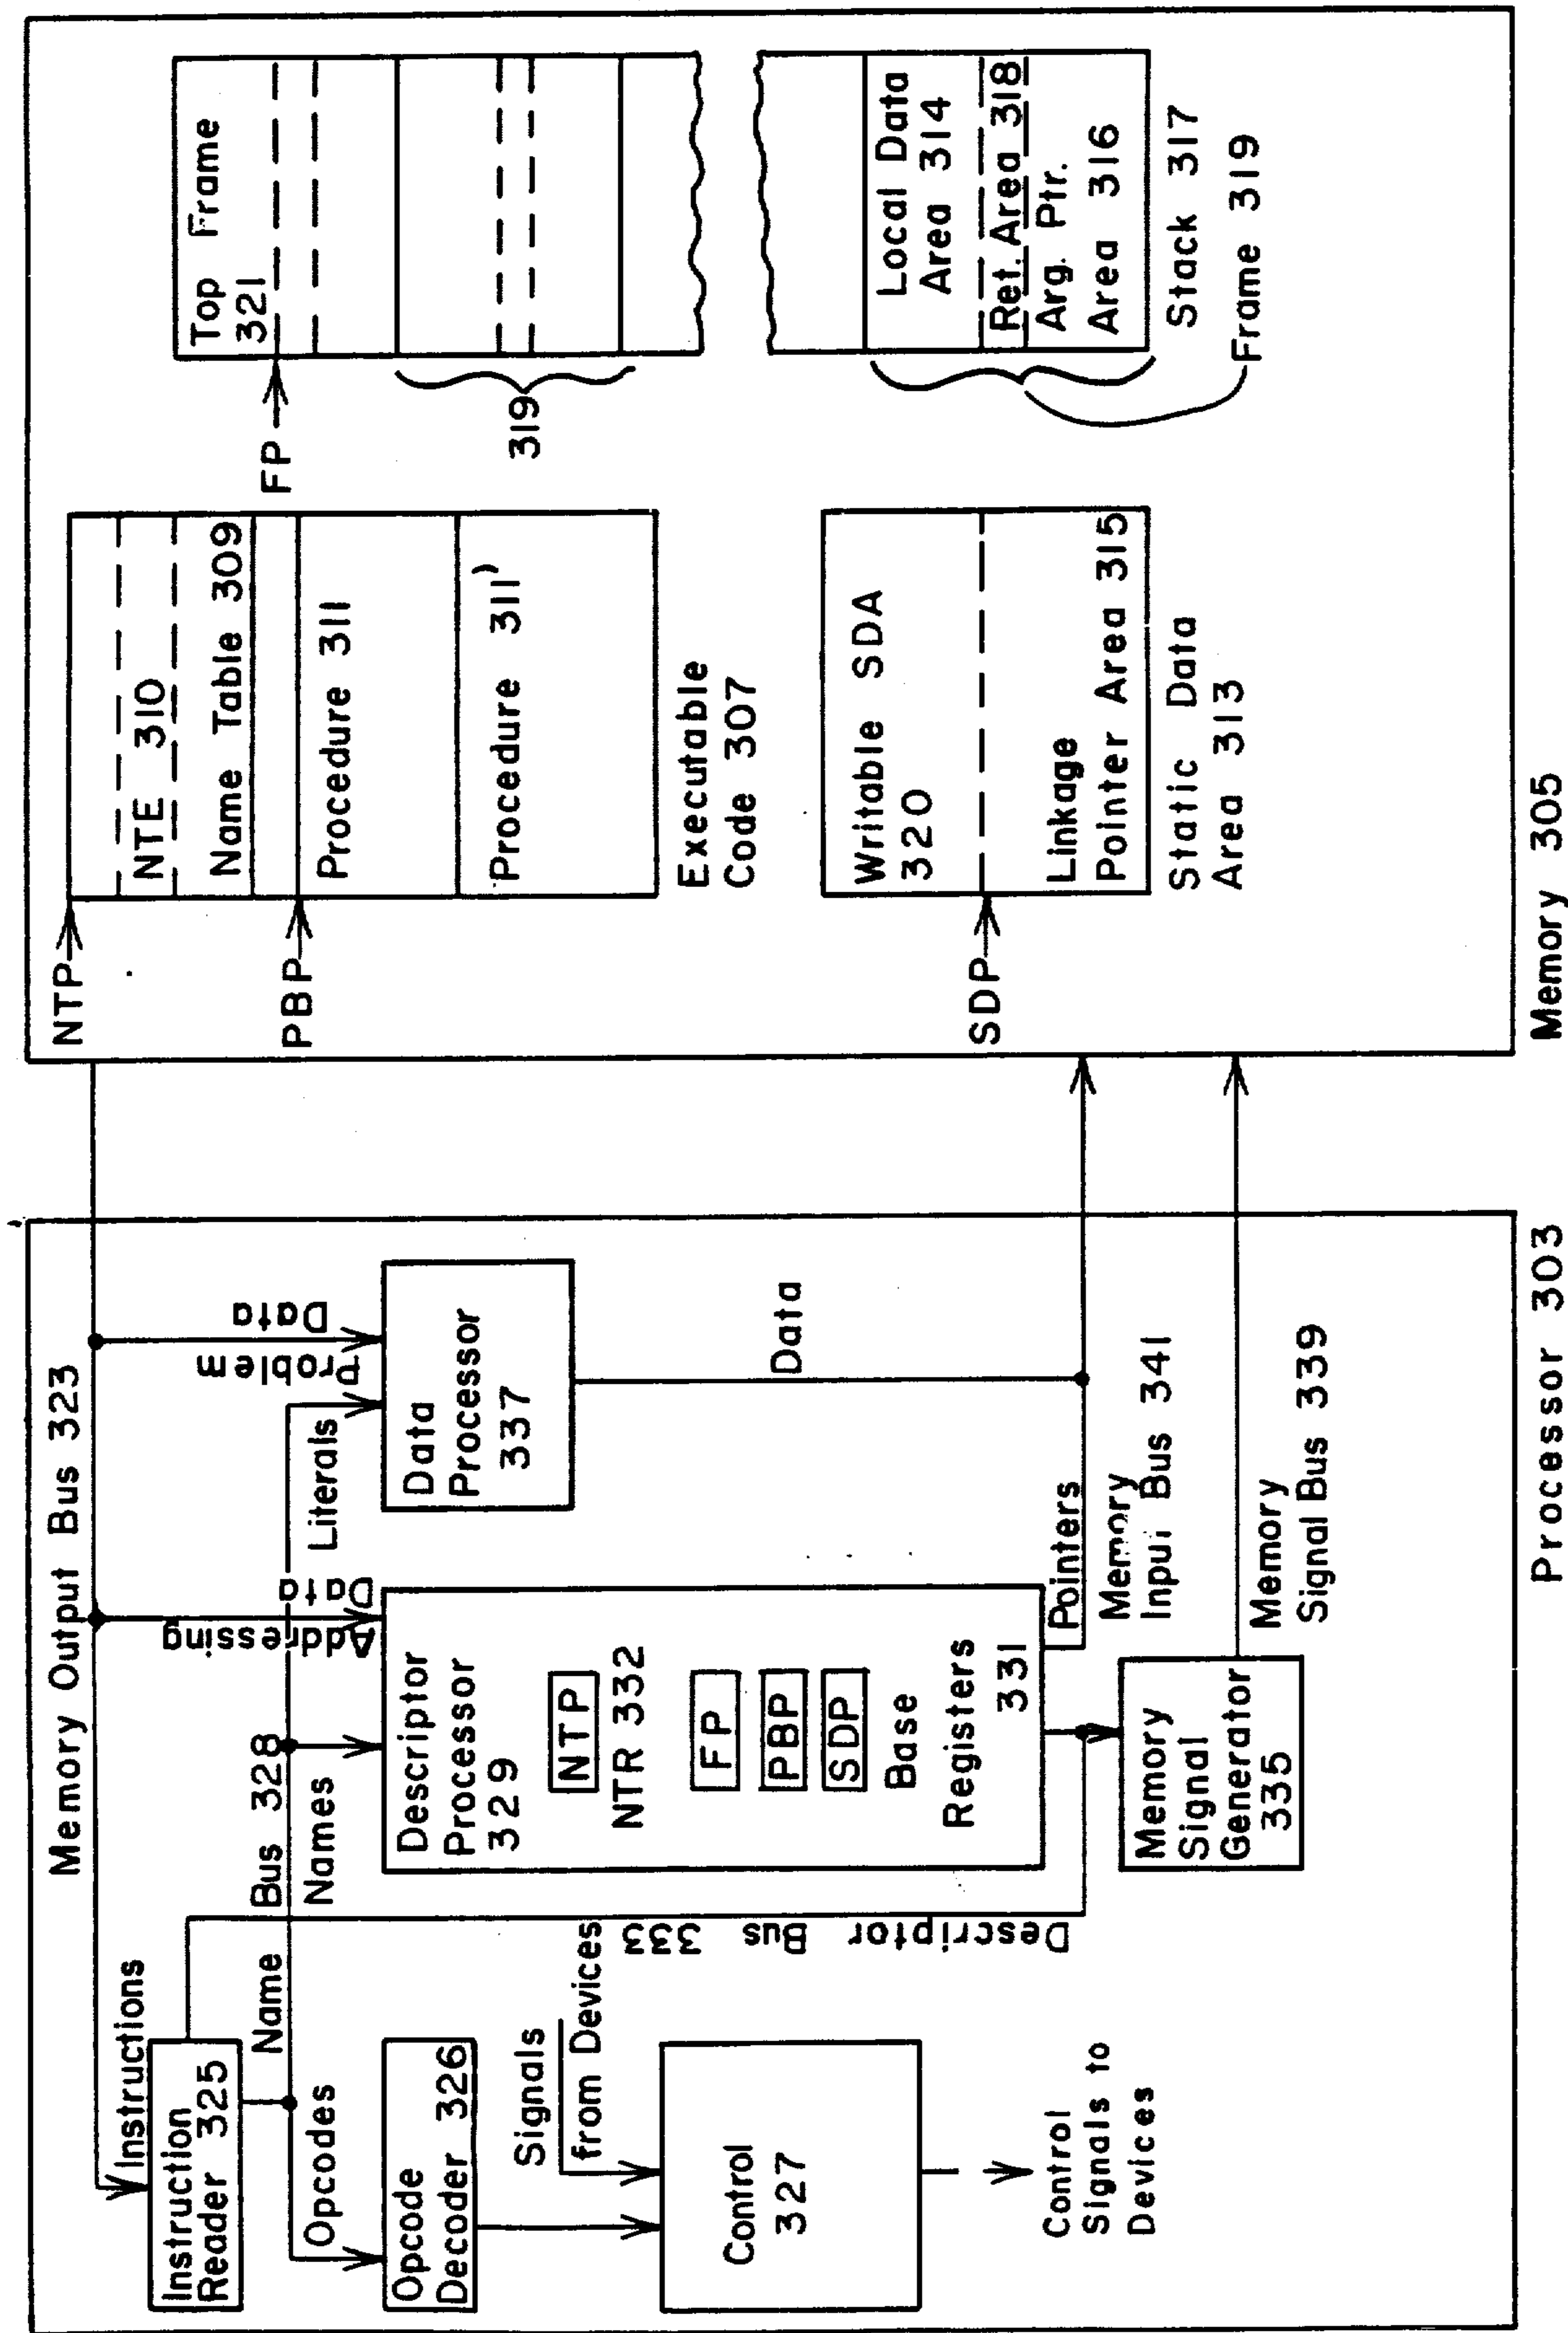 Memory Output Bus 323
Instructions
Instruction
Reader 325
Name Bus 328
Names
Opcodes
Opcode
Decoder 326
Signals
from Devices
Control
327
Control
Signals to
Devices
Descriptor Bus 333
Addressing
Data
Descriptor
Processor
329
NTP
NTR 332
FP
PBP
SDP
Base
Registers
331
Literals
Problem
Data
Data
Processor
337
Data
Pointers
Memory
Input Bus 341
Memory
Signal
Generator
335
Memory
Signal Bus 339
Processor 303
NTP
NTE 310
Name Table 309
PBP
Procedure 311
Procedure 311)
Executable
Code 307
SDP
Writable SDA
320
Linkage
Pointer Area 315
Static Data
Area 313
FP
Top Frame
321
319
Local Data
Area 314
Ret. Area 318
Arg. Ptr.
Area 316
Stack 317
Frame 319
Memory 305